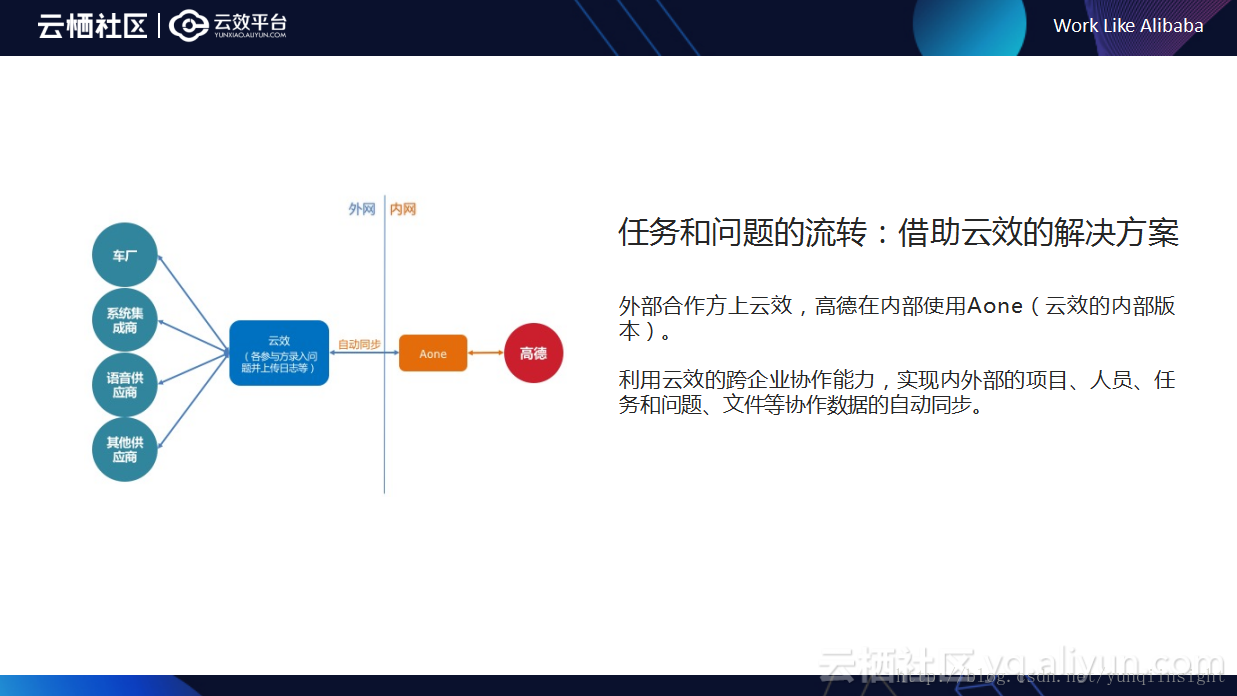 云栖社区
云效平台
YUNXIAO.ALIYUN.COM
Work Like Alibaba
外网
内网
车厂
系统集
成商
语音供
应商
其他供
应商
云效
（各参与方录入问
题并上传日志等）
自动同步
Aone
高德
任务和问题的流转：借助云效的解决方案
外部合作方上云效，高德在内部使用Aone（云效的内部版
本）。
利用云效的跨企业协作能力，实现内外部的项目、人员、任
务和问题、文件等协作数据的自动同步。
云栖社区 yq.aliyun.com
http://blog.csdn.net/yunqiinsight